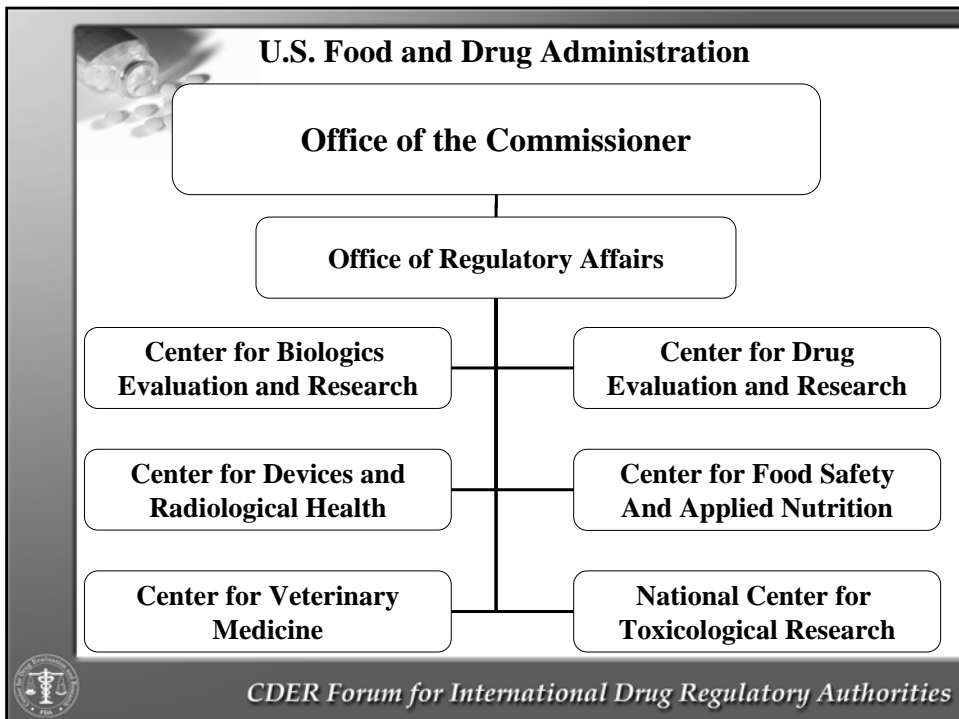 U.S. Food and Drug Administration
Office of the Commissioner
Office of Regulatory Affairs
Center for Biologics
Evaluation and Research
Center for Drug
Evaluation and Research
Center for Devices and
Radiological Health
Center for Food Safety
And Applied Nutrition
Center for Veterinary
Medicine
National Center for
Toxicological Research
CDER Forum for International Drug Regulatory Authorities